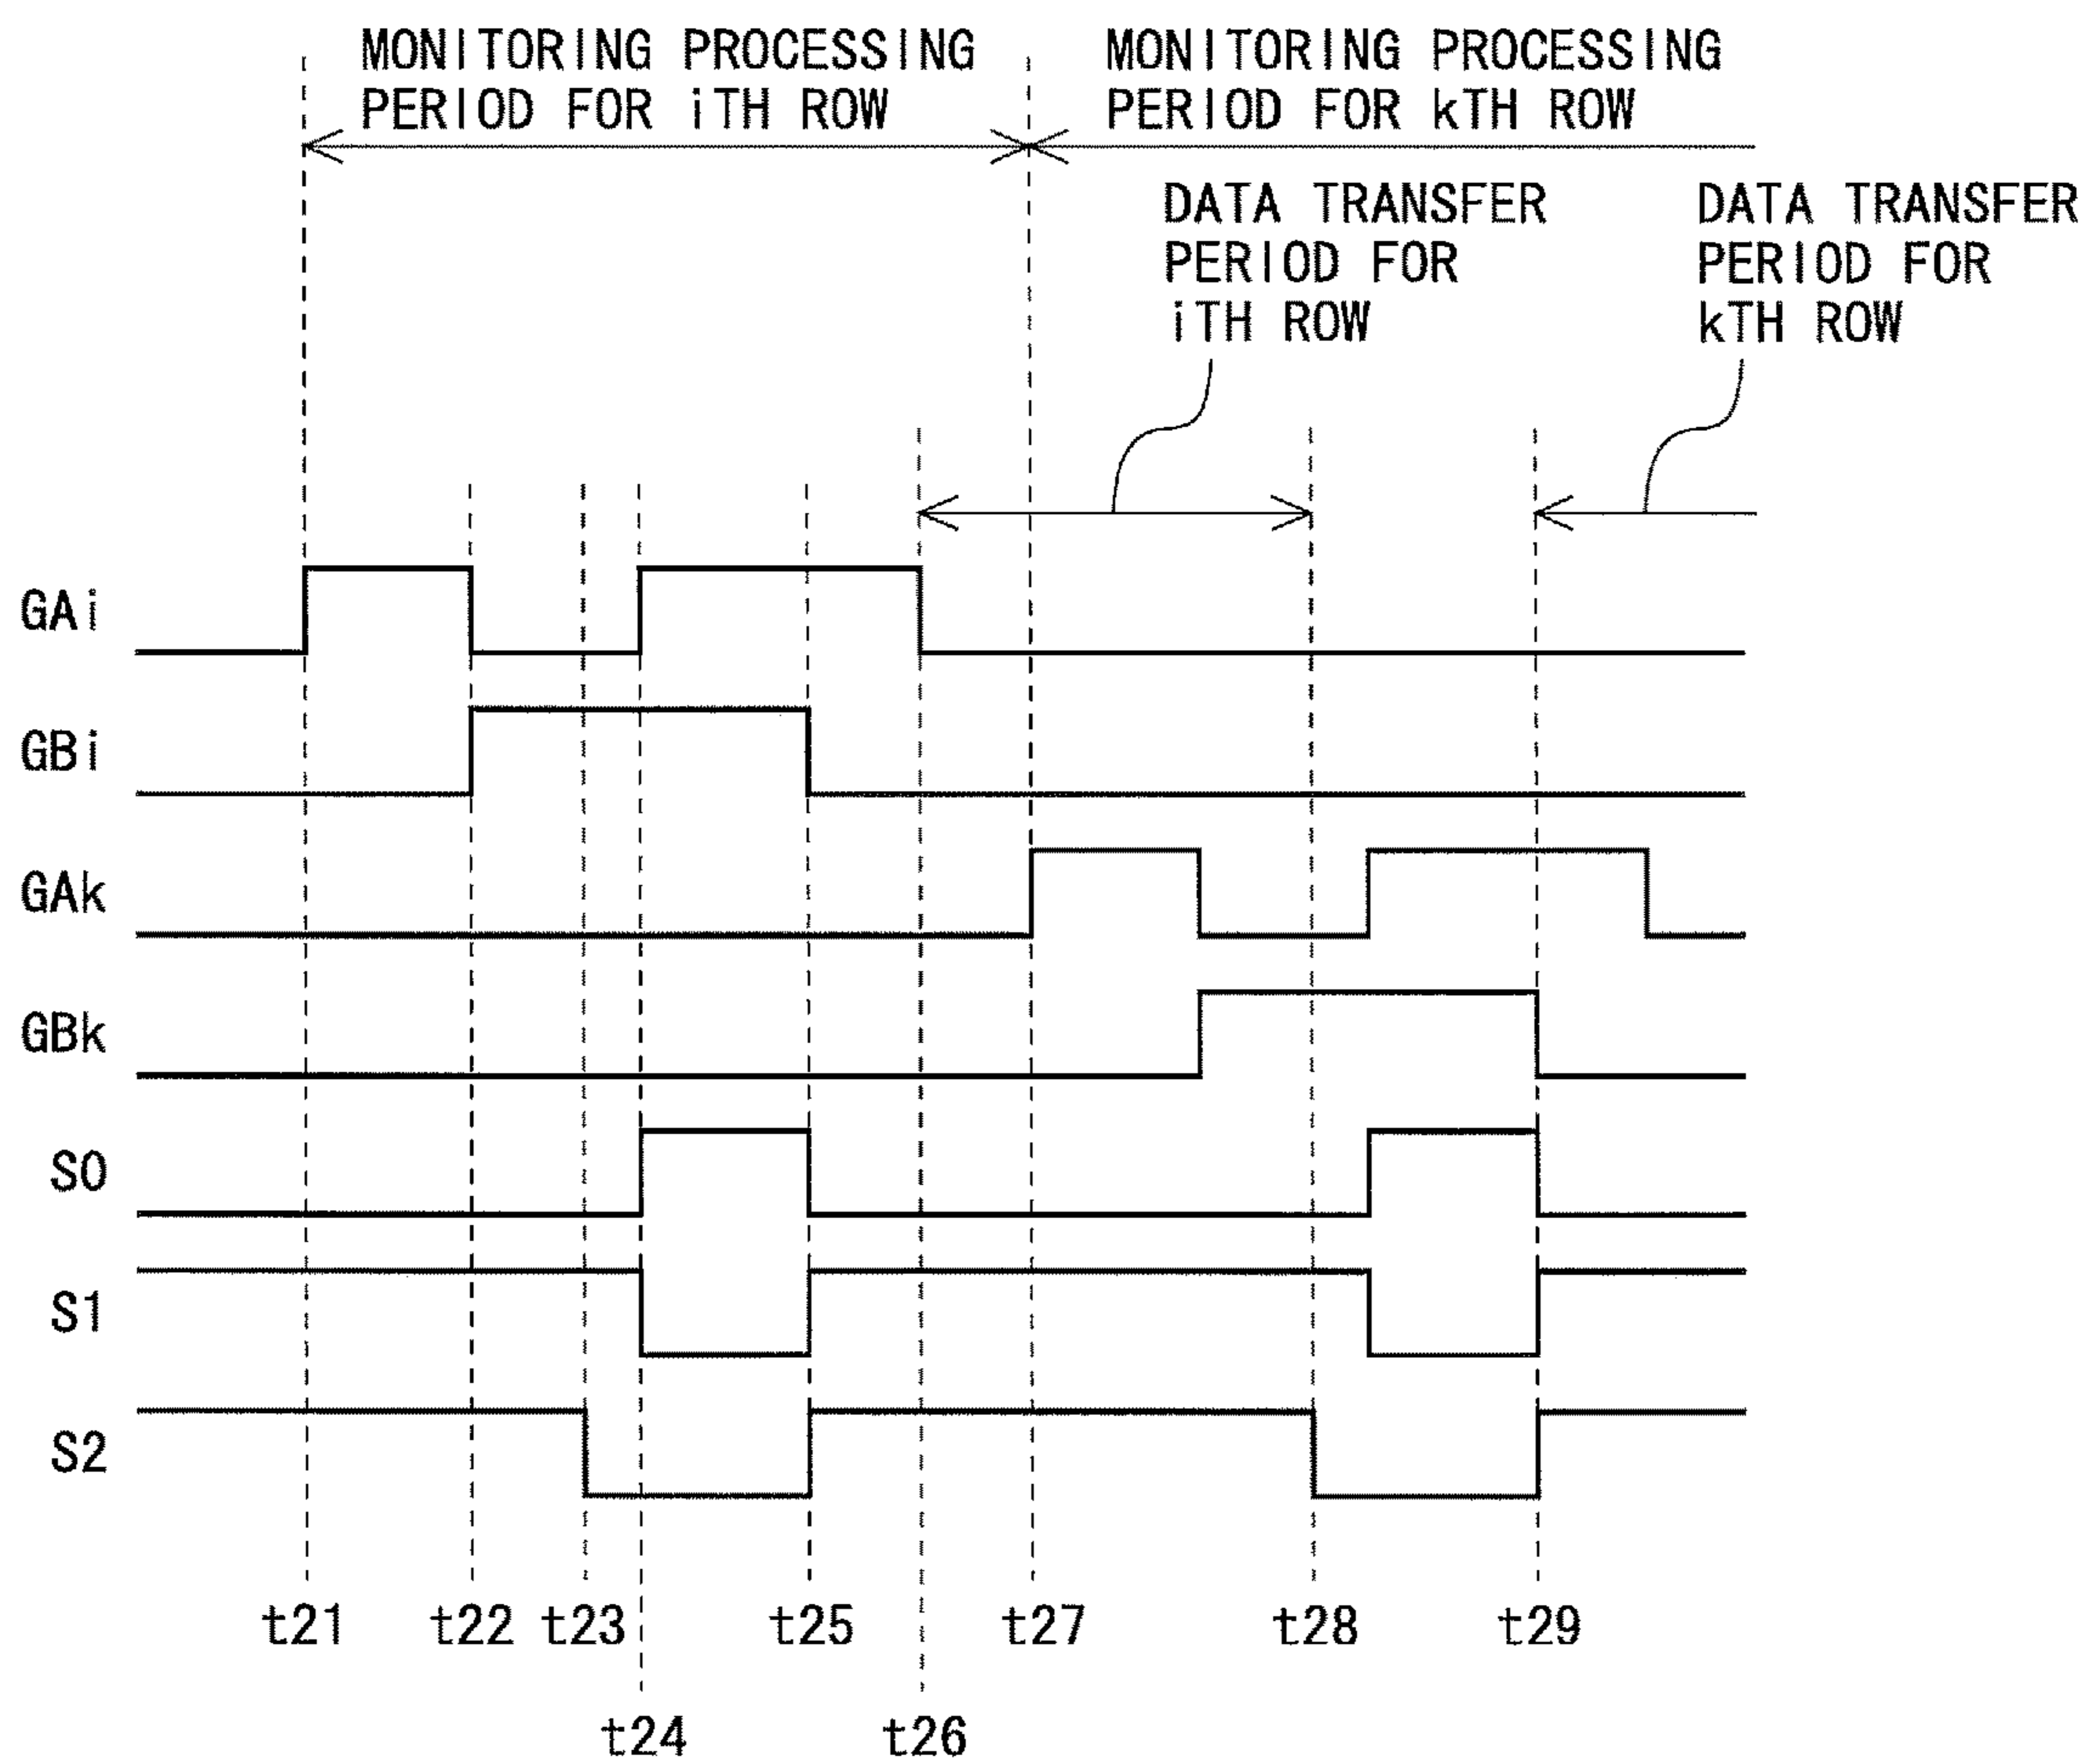 MONITORING PROCESSING
PERIOD FOR iTH ROW
MONITORING PROCESSING
PERIOD FOR kTH ROW
DATA TRANSFER
PERIOD FOR
iTH ROW
DATA TRANSFER
PERIOD FOR
kTH ROW
GAi
GBi
GAk
GBk
S0
S1
S2
t21
t22
t23
t25
t27
t28
t29
t24
t26